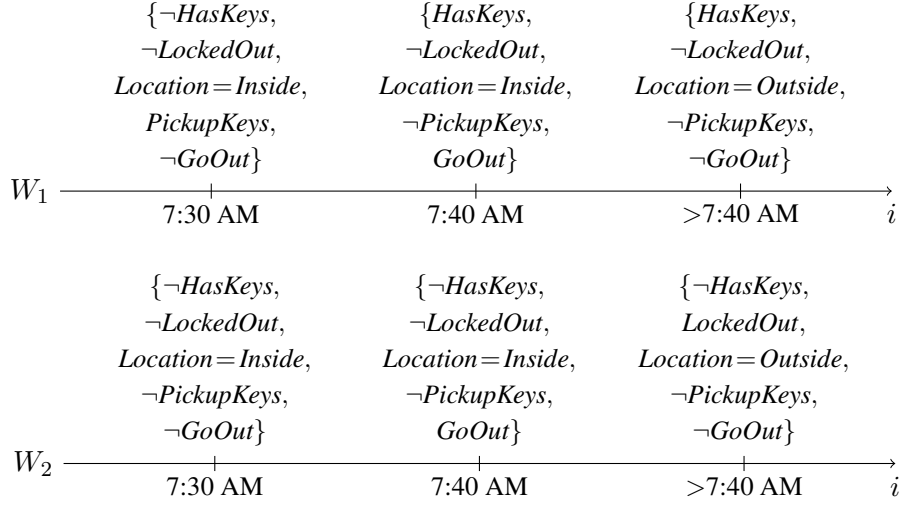 {¬HasKeys, {HasKeys, {HasKeys,
¬LockedOut, ¬LockedOut, ¬LockedOut,
Location=Inside, Location=Inside, Location=Outside,
PickupKeys, ¬PickupKeys, ¬PickupKeys,
¬GoOut} GoOut} ¬GoOut}
W₁
7:30 AM 7:40 AM >7:40 AM i
{¬HasKeys, {¬HasKeys, {¬HasKeys,
¬LockedOut, ¬LockedOut, LockedOut,
Location=Inside, Location=Inside, Location=Outside,
¬PickupKeys, ¬PickupKeys, ¬PickupKeys,
¬GoOut} GoOut} ¬GoOut}
W₂
7:30 AM 7:40 AM >7:40 AM i